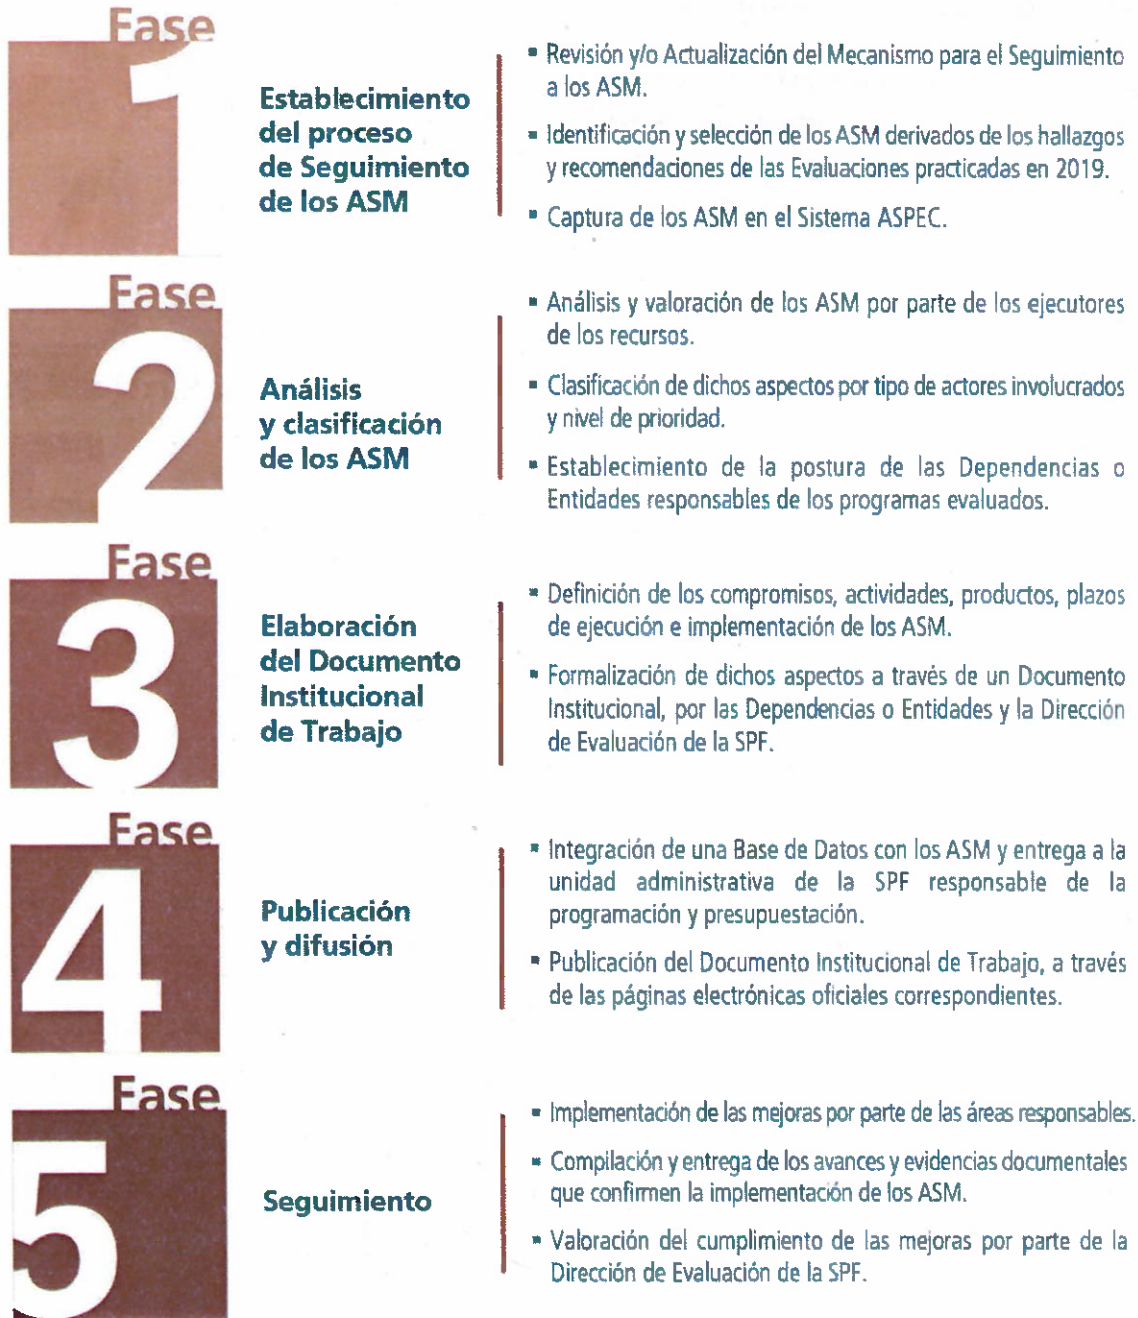 Fase
1
Establecimiento
del proceso
de Seguimiento
de los ASM
▪ Revisión y/o Actualización del Mecanismo para el Seguimiento
a los ASM.
▪ Identificación y selección de los ASM derivados de los hallazgos
y recomendaciones de las Evaluaciones practicadas en 2019.
▪ Captura de los ASM en el Sistema ASPEC.
Fase
2
Análisis
y clasificación
de los ASM
▪ Análisis y valoración de los ASM por parte de los ejecutores
de los recursos.
▪ Clasificación de dichos aspectos por tipo de actores involucrados
y nivel de prioridad.
▪ Establecimiento de la postura de las Dependencias o
Entidades responsables de los programas evaluados.
Fase
3
Elaboración
del Documento
Institucional
de Trabajo
▪ Definición de los compromisos, actividades, productos, plazos
de ejecución e implementación de los ASM.
▪ Formalización de dichos aspectos a través de un Documento
Institucional, por las Dependencias o Entidades y la Dirección
de Evaluación de la SPF.
Fase
4
Publicación
y difusión
▪ Integración de una Base de Datos con los ASM y entrega a la
unidad administrativa de la SPF responsable de la
programación y presupuestación.
▪ Publicación del Documento Institucional de Trabajo, a través
de las páginas electrónicas oficiales correspondientes.
Fase
5
Seguimiento
▪ Implementación de las mejoras por parte de las áreas responsables.
▪ Compilación y entrega de los avances y evidencias documentales
que confirmen la implementación de los ASM.
▪ Valoración del cumplimiento de las mejoras por parte de la
Dirección de Evaluación de la SPF.